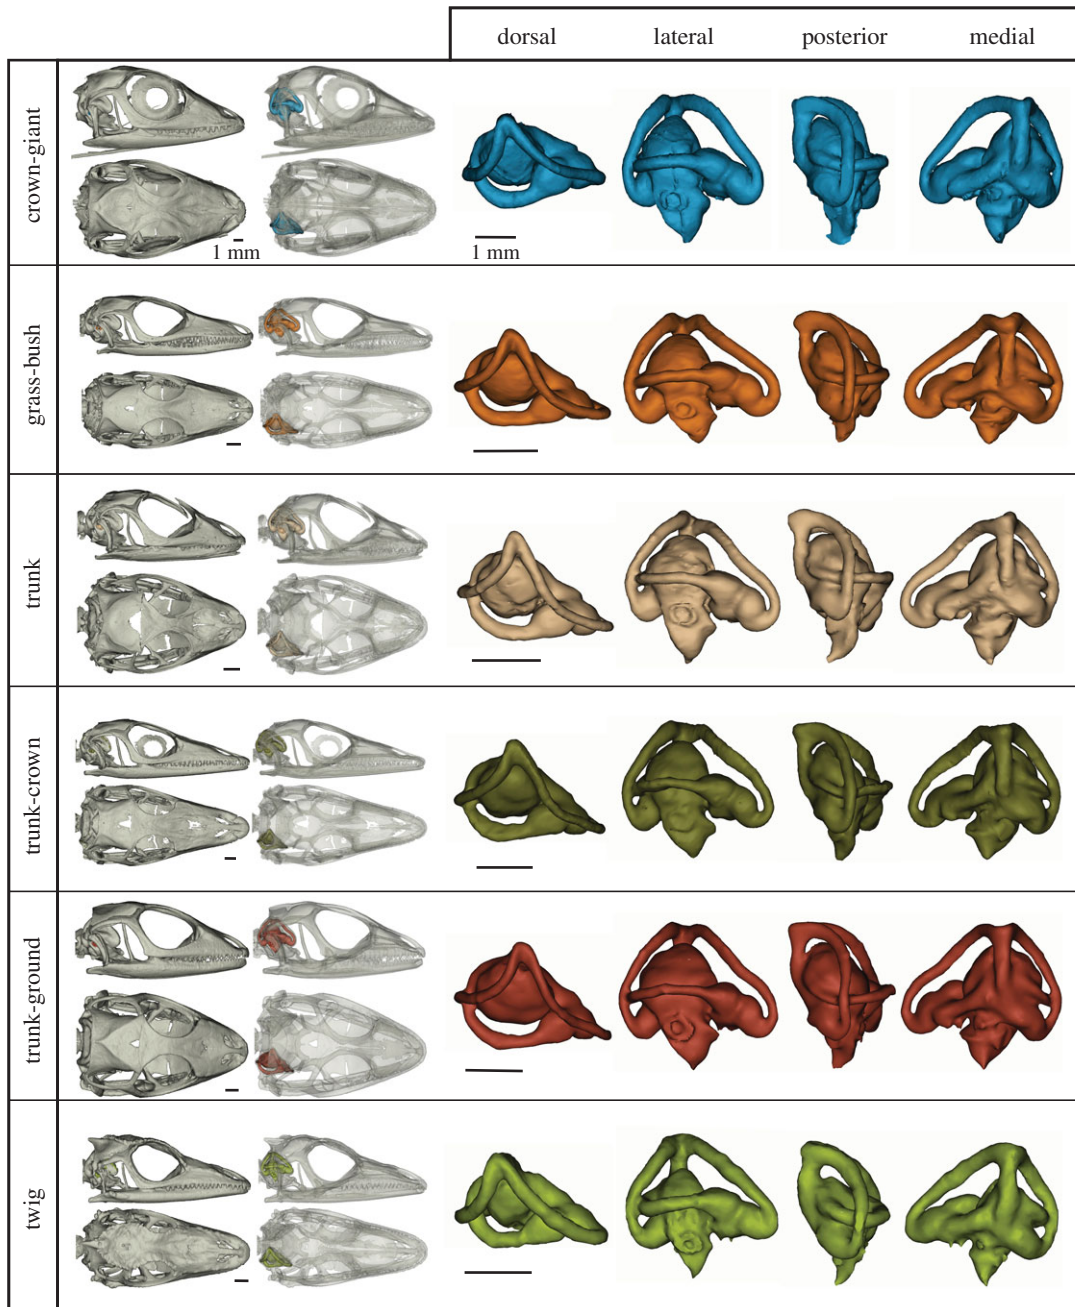 dorsal lateral posterior medial
crown-giant
1 mm 1 mm
grass-bush
trunk
trunk-crown
trunk-ground
twig